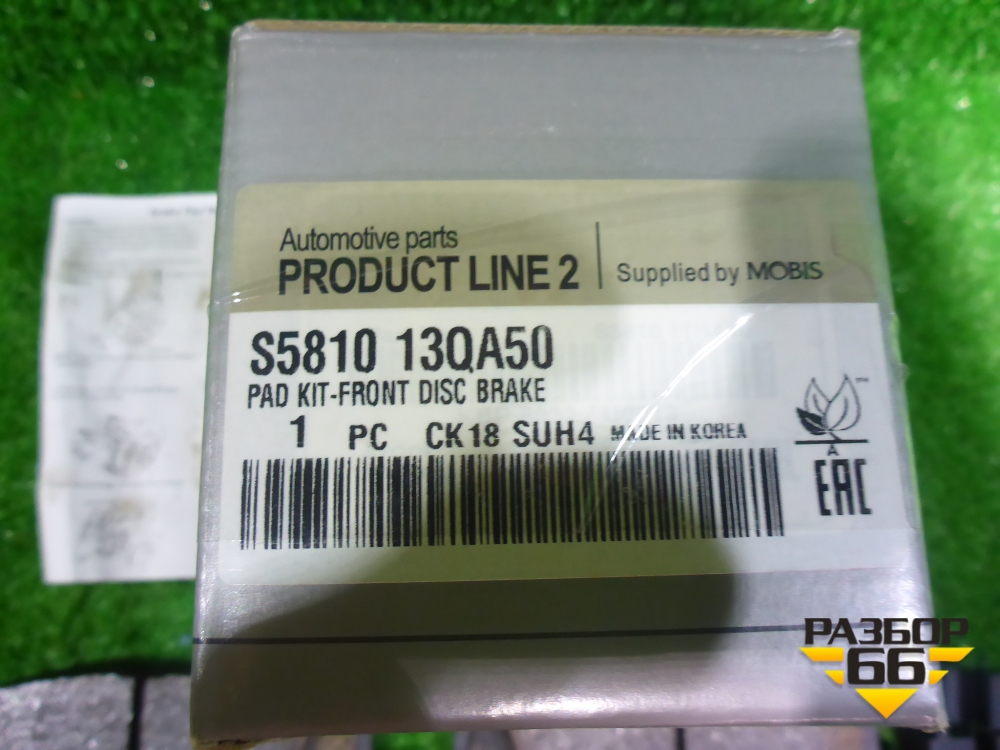 Automotive parts
PRODUCT LINE 2
Supplied by MOBIS
S5810 13QA50
PAD KIT-FRONT DISC BRAKE
1 PC CK18 SUH4 MADE IN KOREA
TM
A
EAC
РАЗБОР
66